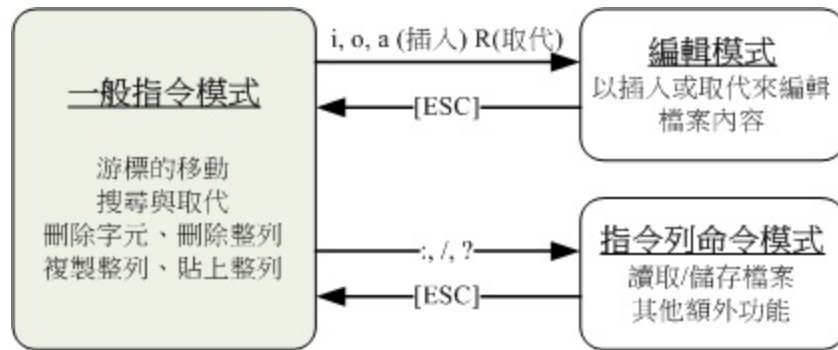 一般指令模式
游標的移動
搜尋與取代
刪除字元、刪除整列
複製整列、貼上整列
i, o, a (插入) R(取代)
[ESC]
編輯模式
以插入或取代來編輯
檔案內容
:, /, ?
[ESC]
指令列命令模式
讀取/儲存檔案
其他額外功能